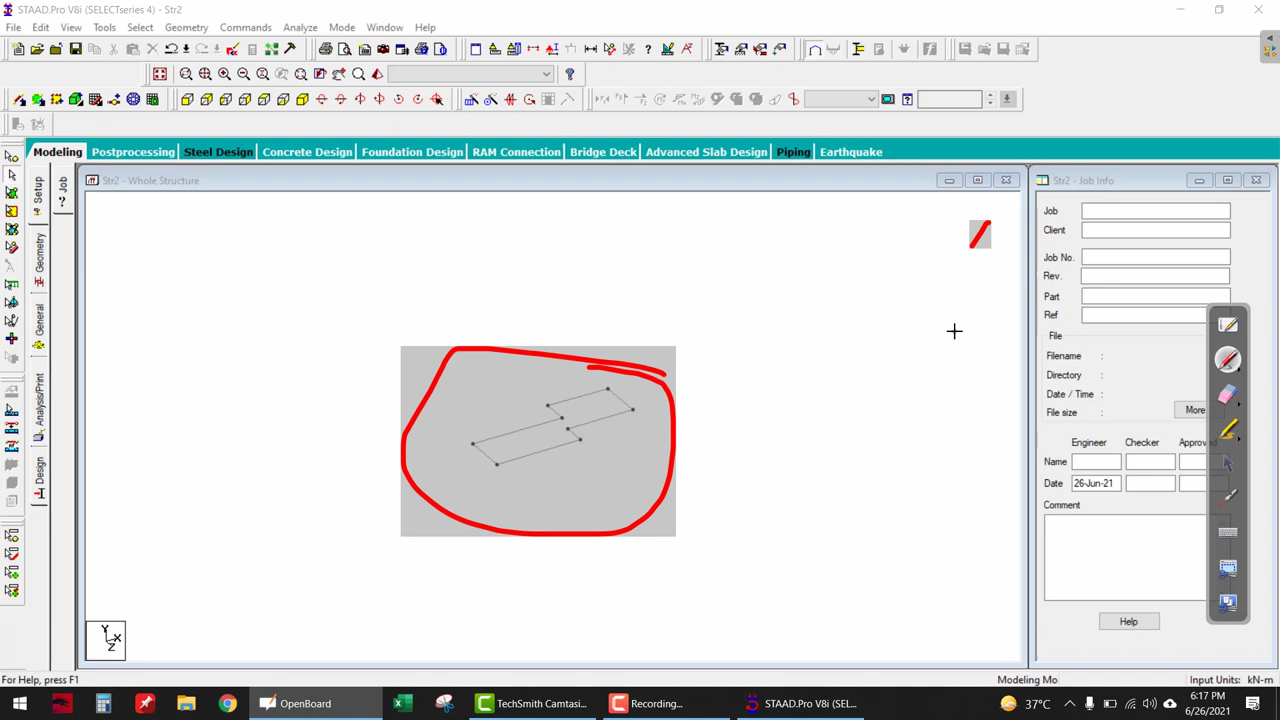 STAAD.Pro V8i (SELECTseries 4) - Str2
File Edit View Tools Select Geometry Commands Analyze Mode Window Help
Modeling Postprocessing Steel Design Concrete Design Foundation Design RAM Connection Bridge Deck Advanced Slab Design Piping Earthquake
Setup
Geometry
General
Analysis/Print
Design
Job
Str2 - Whole Structure
Y
X
Z
Str2 - Job Info
Job
Client
Job No.
Rev.
Part
Ref
File
Filename :
Directory :
Date / Time :
File size : More
Engineer Checker Approved
Name
Date 26-Jun-21
Comment
Help
For Help, press F1
Modeling Mo Input Units: kN-m
OpenBoard
TechSmith Camtasi...
Recording...
STAAD.Pro V8i (SEL...
37°C
6:17 PM
6/26/2021